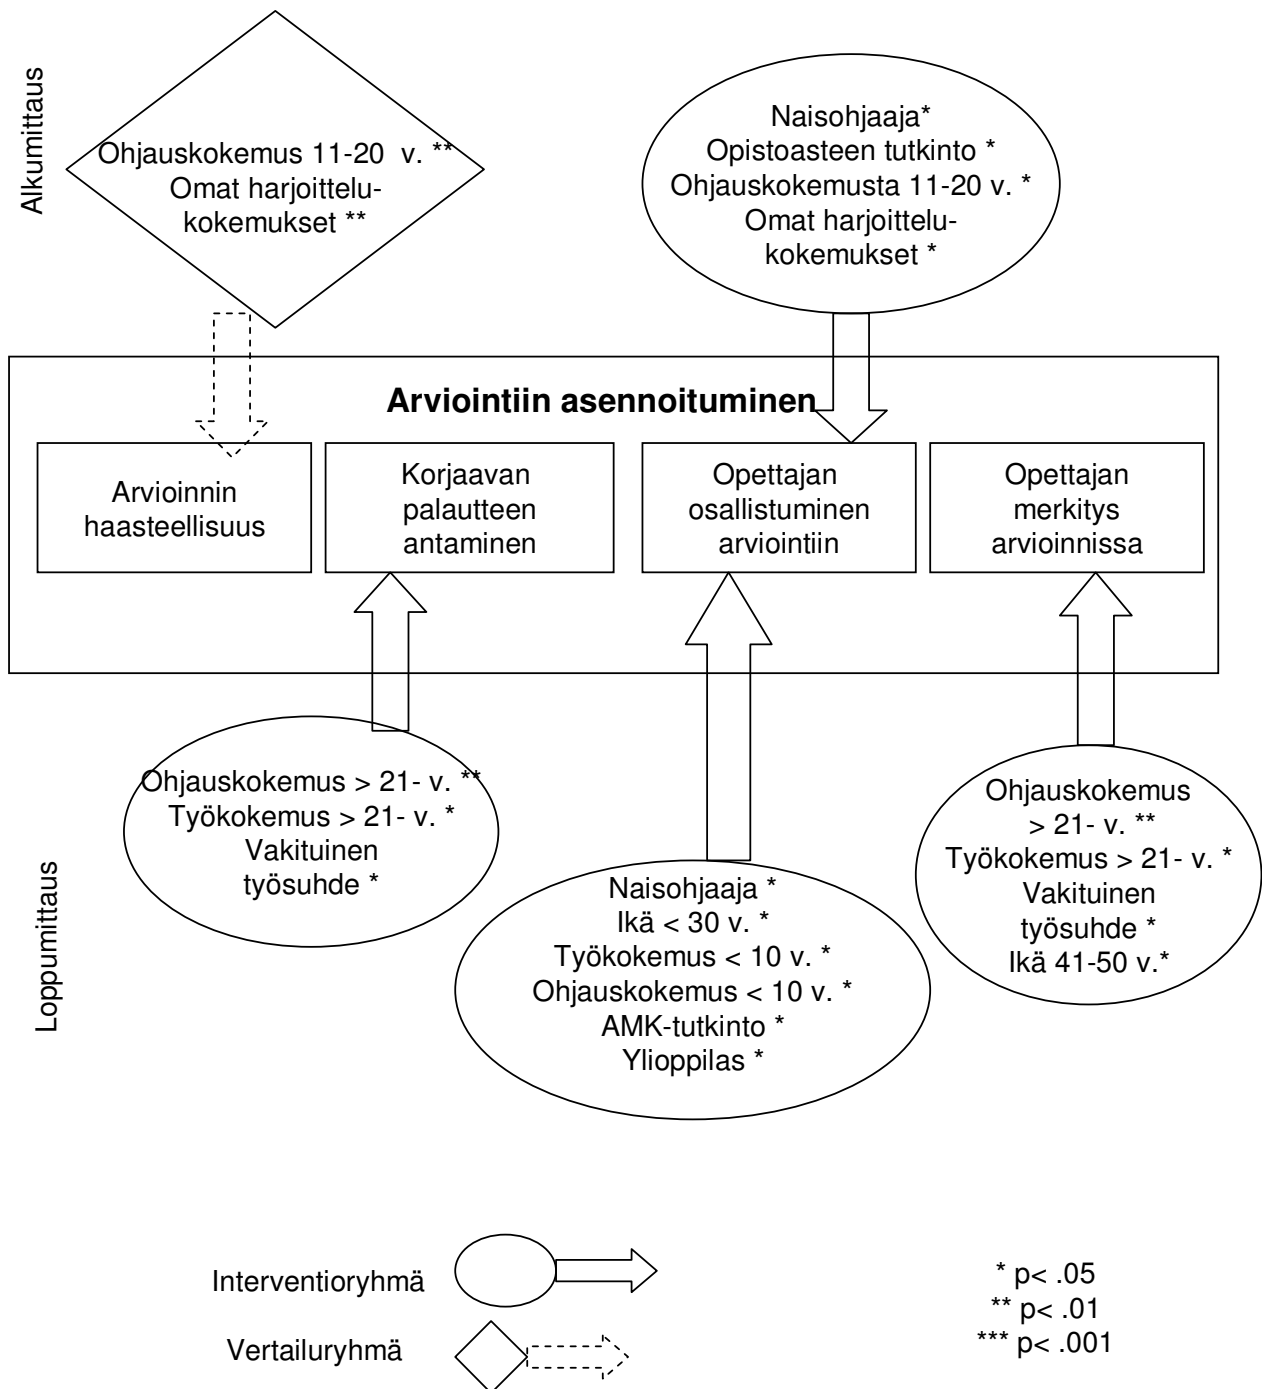 Alkumittaus
Ohjauskokemus 11-20 v. **
Omat harjoittelu-
kokemukset **
Naisohjaaja*
Opistoasteen tutkinto *
Ohjauskokemusta 11-20 v. *
Omat harjoittelu-
kokemukset *
Arviointiin asennoituminen
Arvioinnin
haasteellisuus
Korjaavan
palautteen
antaminen
Opettajan
osallistuminen
arviointiin
Opettajan
merkitys
arvioinnissa
Loppumittaus
Ohjauskokemus > 21- v. **
Työkokemus > 21- v. *
Vakituinen
työsuhde *
Naisohjaaja *
Ikä < 30 v. *
Työkokemus < 10 v. *
Ohjauskokemus < 10 v. *
AMK-tutkinto *
Ylioppilas *
Ohjauskokemus
> 21- v. **
Työkokemus > 21- v. *
Vakituinen
työsuhde *
Ikä 41-50 v.*
Interventioryhmä
Vertailuryhmä
* p< .05
** p< .01
*** p< .001